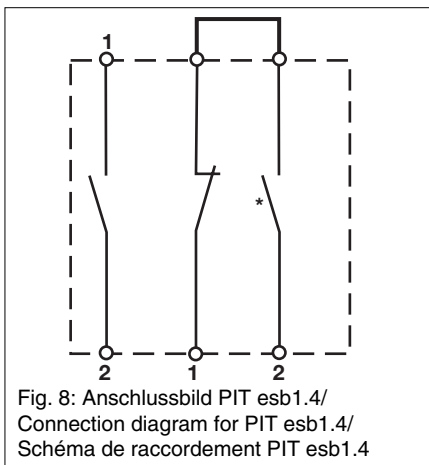 1
*
2 1 2
Fig. 8: Anschlussbild PIT esb1.4/
Connection diagram for PIT esb1.4/
Schéma de raccordement PIT esb1.4